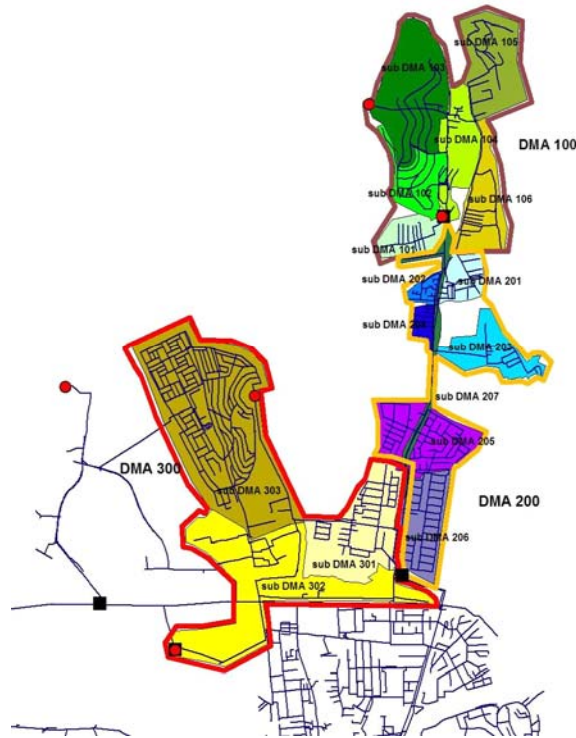 sub DMA 105
sub DMA 103
sub DMA 104
DMA 100
sub DMA 102
sub DMA 106
sub DMA 101
sub DMA 202
sub DMA 201
sub DMA 203
sub DMA 207
sub DMA 205
DMA 300
sub DMA 303
DMA 200
sub DMA 206
sub DMA 301
sub DMA 302